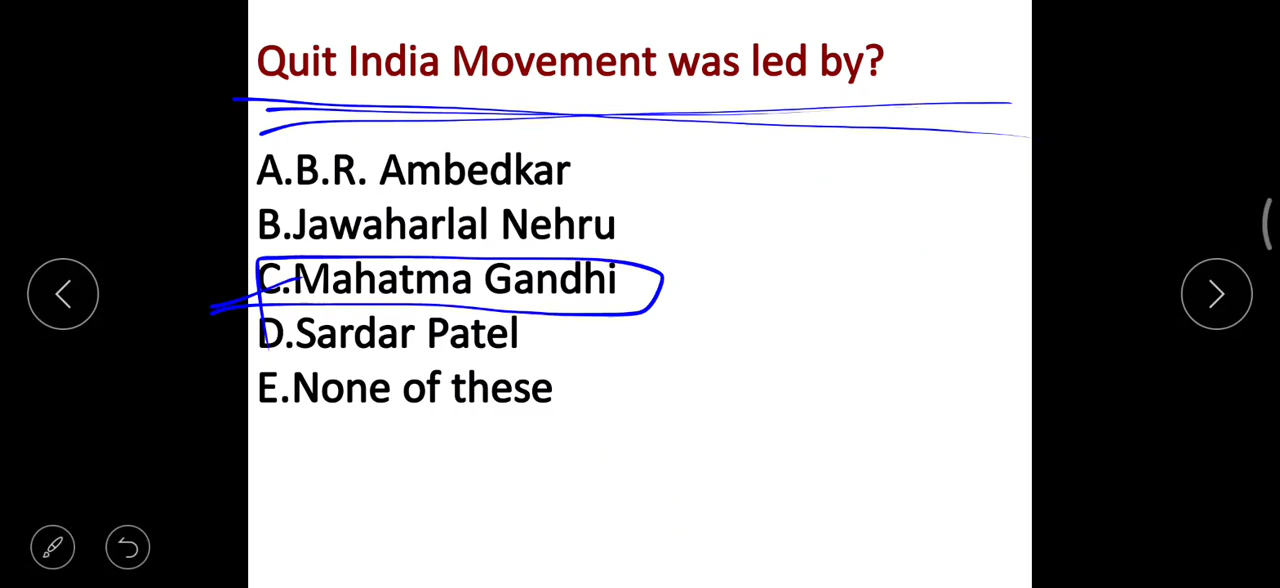 Quit India Movement was led by?
A.B.R. Ambedkar
B.Jawaharlal Nehru
C.Mahatma Gandhi
D.Sardar Patel
E.None of these